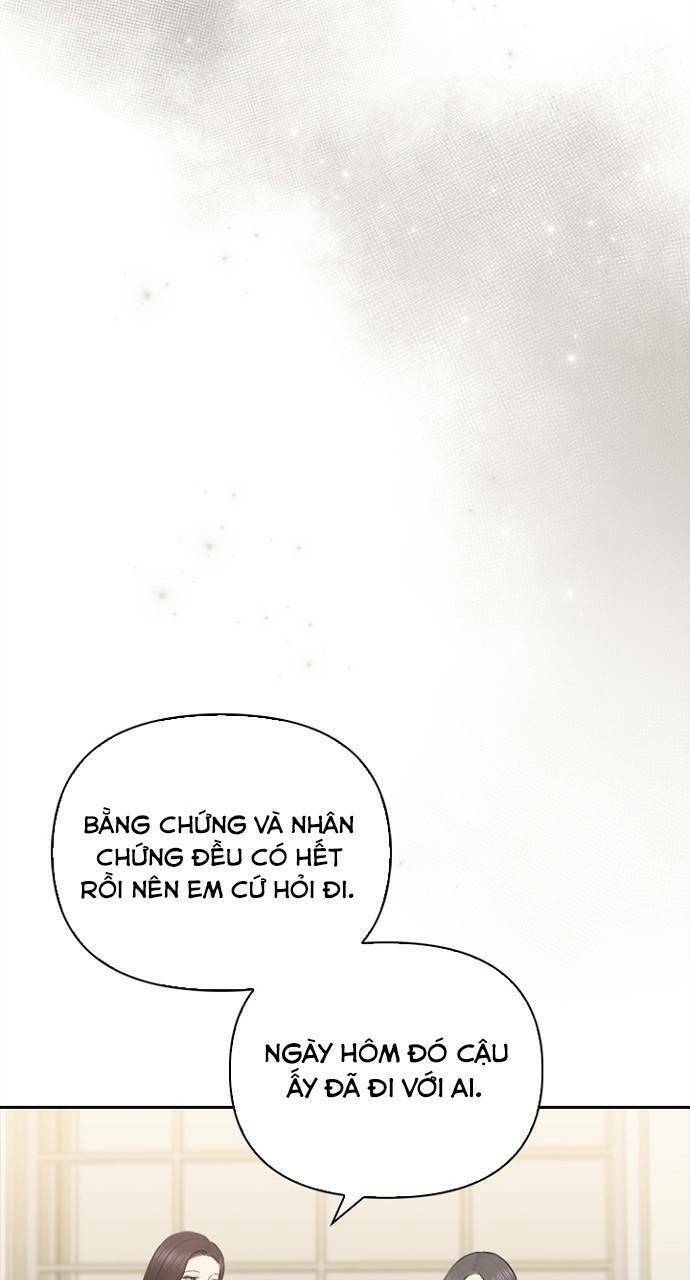 BẰNG CHỨNG VÀ NHÂN
CHỨNG ĐỀU CÓ HẾT
RỒI NÊN EM CỨ HỎI ĐI.
NGÀY HÔM ĐÓ CẬU
ẤY ĐÃ ĐI VỚI AI.